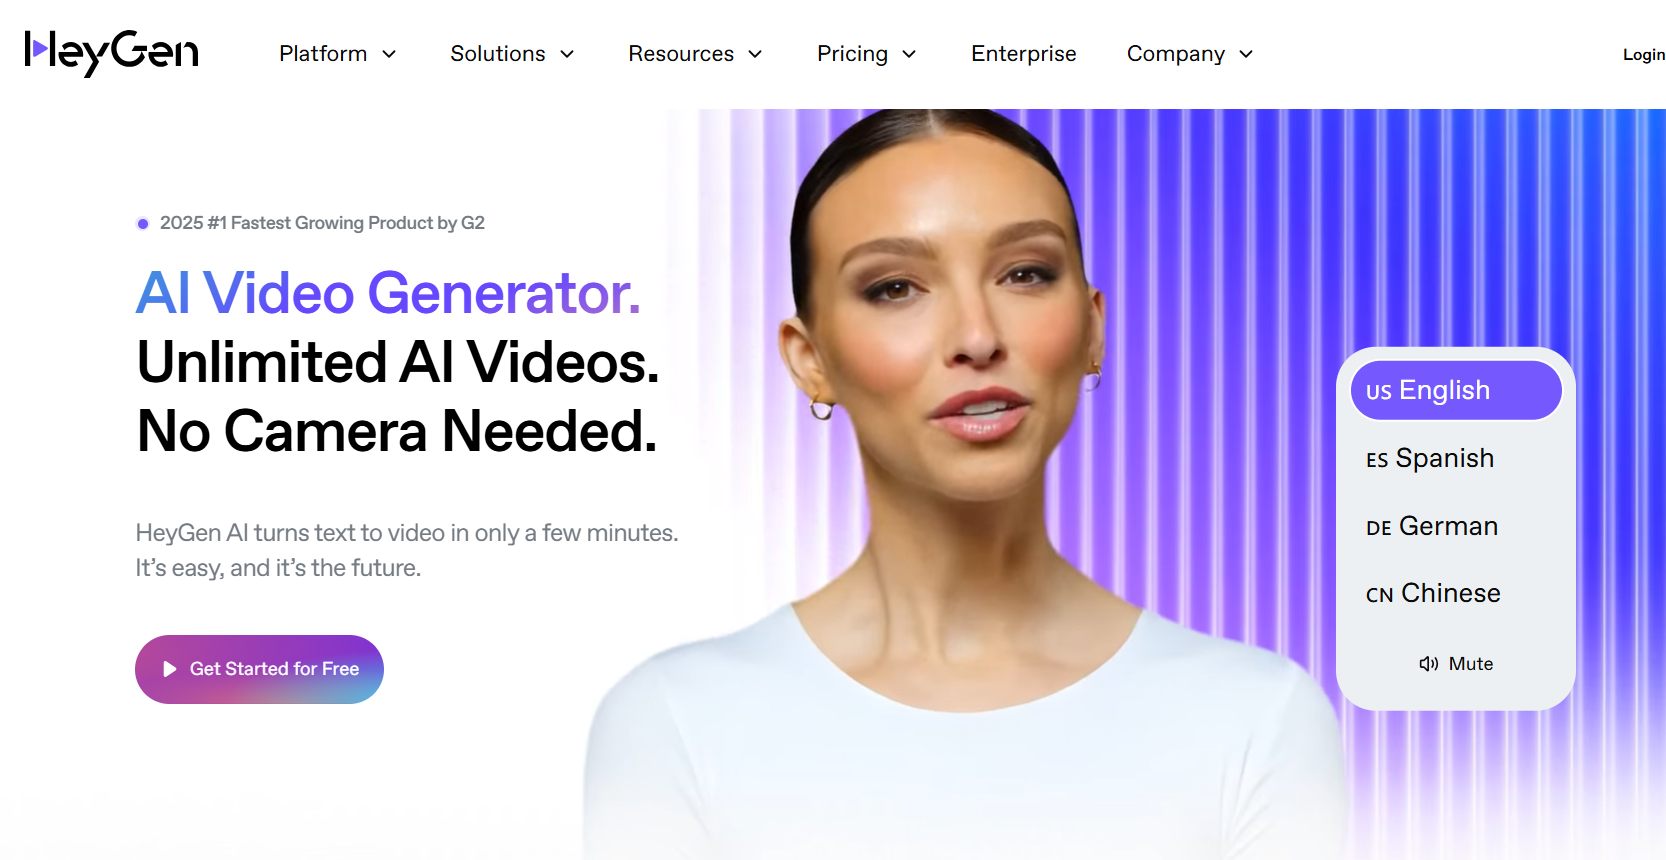 HeyGen
Platform
Solutions
Resources
Pricing
Enterprise
Company
Login
2025 #1 Fastest Growing Product by G2
AI Video Generator.
Unlimited AI Videos.
No Camera Needed.
HeyGen AI turns text to video in only a few minutes.
It’s easy, and it’s the future.
Get Started for Free
US English
ES Spanish
DE German
CN Chinese
Mute